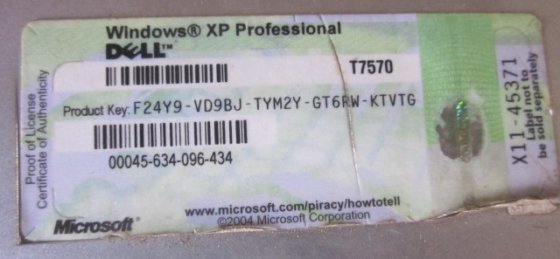 Windows® XP Professional
DELL™
T7570
Product Key: F24Y9-VD9BJ-TYM2Y-GT6RW-KTVTG
00045-634-096-434
www.microsoft.com/piracy/howtotell
©2004 Microsoft Corporation
Microsoft®
Proof of License
Certificate of Authenticity
X11-45371
Label not to
be sold separately